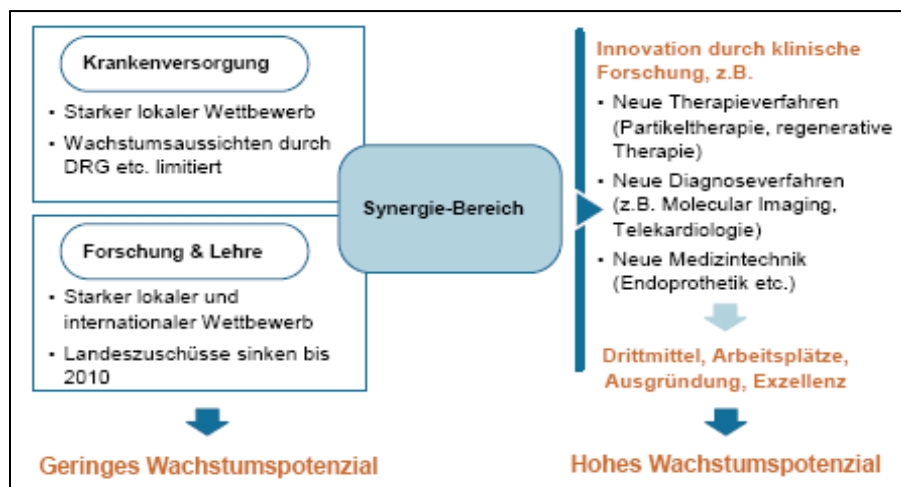 Krankenversorgung
• Starker lokaler Wettbewerb
• Wachstumsaussichten durch
DRG etc. limitiert
Forschung & Lehre
• Starker lokaler und
internationaler Wettbewerb
• Landeszuschüsse sinken bis
2010
Geringes Wachstumspotenzial
Synergie-Bereich
Innovation durch klinische
Forschung, z.B.
• Neue Therapieverfahren
(Partikeltherapie, regenerative
Therapie)
• Neue Diagnoseverfahren
(z.B. Molecular Imaging,
Telekardiologie)
• Neue Medizintechnik
(Endoprothetik etc.)
Drittmittel, Arbeitsplätze,
Ausgründung, Exzellenz
Hohes Wachstumspotenzial